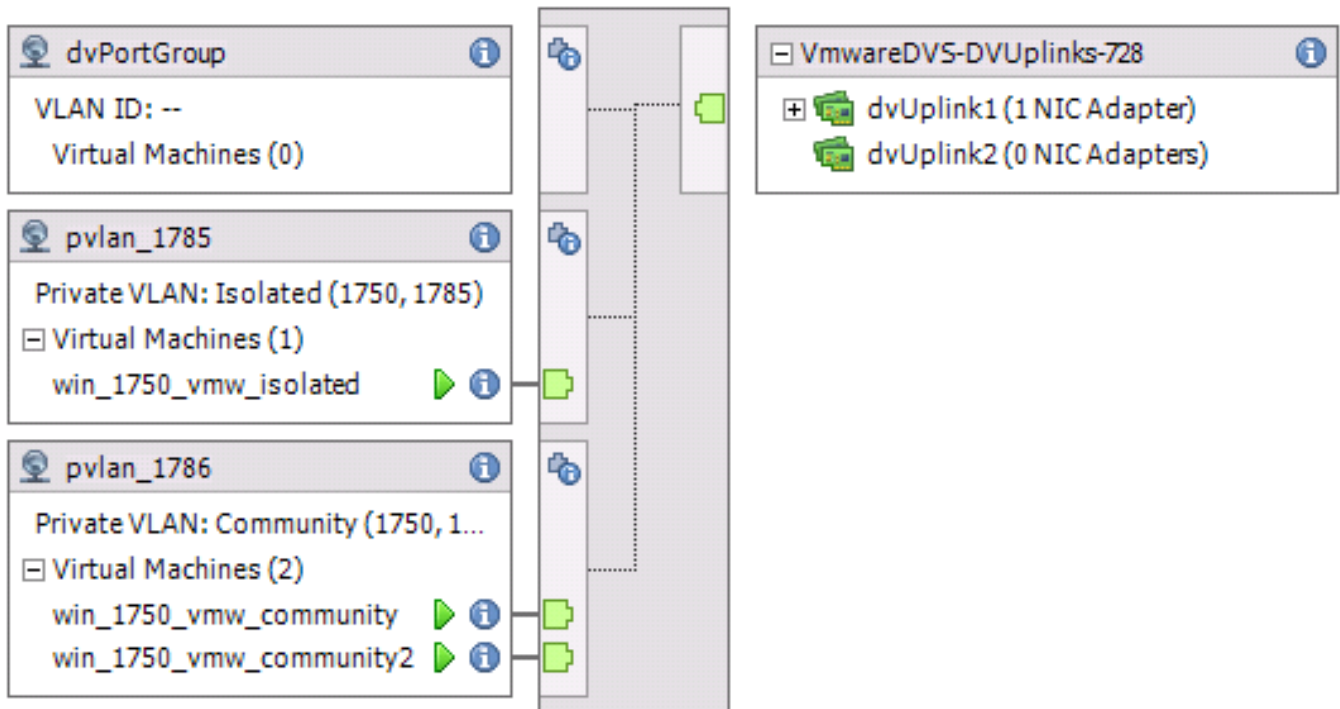 dvPortGroup
VLAN ID: --
Virtual Machines (0)
pvlan_1785
Private VLAN: Isolated (1750, 1785)
Virtual Machines (1)
win_1750_vmw_isolated
pvlan_1786
Private VLAN: Community (1750, 1...
Virtual Machines (2)
win_1750_vmw_community
win_1750_vmw_community2
VmwareDVS-DVUplinks-728
dvUplink1 (1 NIC Adapter)
dvUplink2 (0 NIC Adapters)